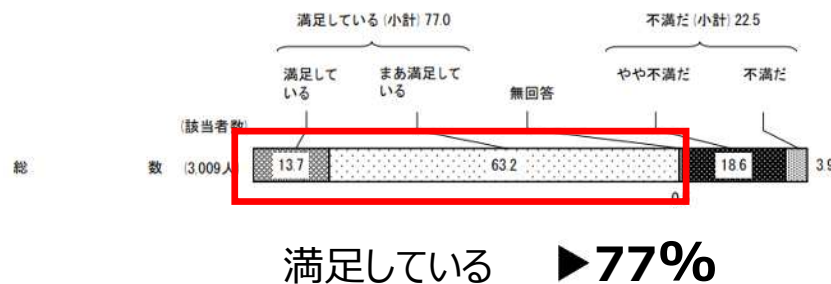 満足している(小計) 77.0 不満だ(小計) 22.5
満足して まあ満足して やや不満だ 不満だ
いる いる 無回答
(該当者数)
総 数 (3,009人) 13.7 63.2 18.6 3.9
満足している ▶77%